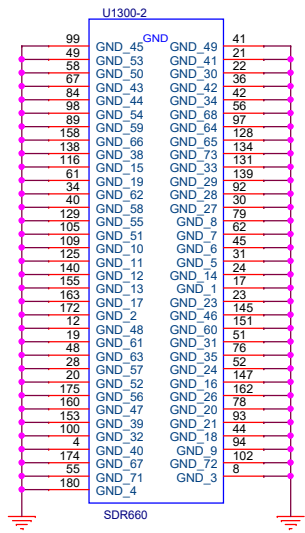 U1300-2
GND
99 GND_45 GND_49 41
49 GND_53 GND_41 21
58 GND_50 GND_30 22
67 GND_43 GND_42 36
84 GND_44 GND_34 42
98 GND_54 GND_68 56
89 GND_59 GND_64 97
158 GND_66 GND_65 128
138 GND_38 GND_73 134
116 GND_15 GND_33 131
61 GND_19 GND_29 139
34 GND_62 GND_28 92
40 GND_58 GND_27 30
129 GND_55 GND_8 79
105 GND_51 GND_7 62
109 GND_10 GND_6 45
125 GND_11 GND_5 31
140 GND_12 GND_14 24
155 GND_13 GND_1 17
163 GND_17 GND_23 23
172 GND_2 GND_46 145
12 GND_48 GND_60 151
19 GND_61 GND_31 51
48 GND_63 GND_35 76
28 GND_57 GND_24 52
20 GND_52 GND_16 147
175 GND_56 GND_26 162
160 GND_47 GND_20 78
153 GND_39 GND_21 93
100 GND_32 GND_18 44
4 GND_40 GND_9 94
174 GND_67 GND_72 102
55 GND_71 GND_3 8
180 GND_4
SDR660